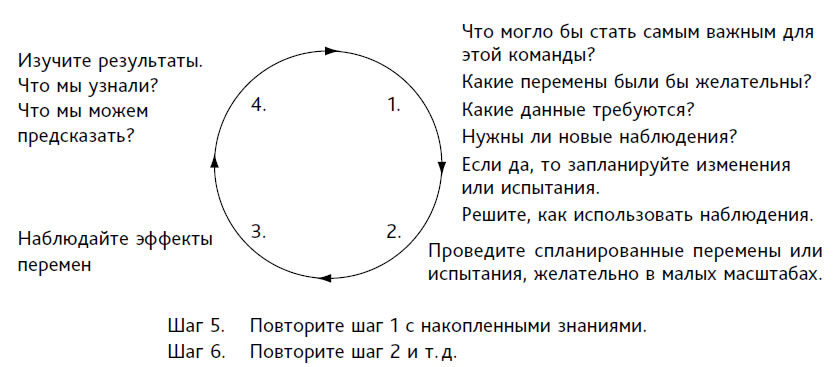 Что могло бы стать самым важным для
этой команды?
Какие перемены были бы желательны?
Какие данные требуются?
Нужны ли новые наблюдения?
Если да, то запланируйте изменения
или испытания.
Решите, как использовать наблюдения.
Изучите результаты.
Что мы узнали?
Что мы можем
предсказать?
4.
1.
3.
2.
Наблюдайте эффекты
перемен
Проведите спланированные перемены или
испытания, желательно в малых масштабах.
Шаг 5. Повторите шаг 1 с накопленными знаниями.
Шаг 6. Повторите шаг 2 и т. д.